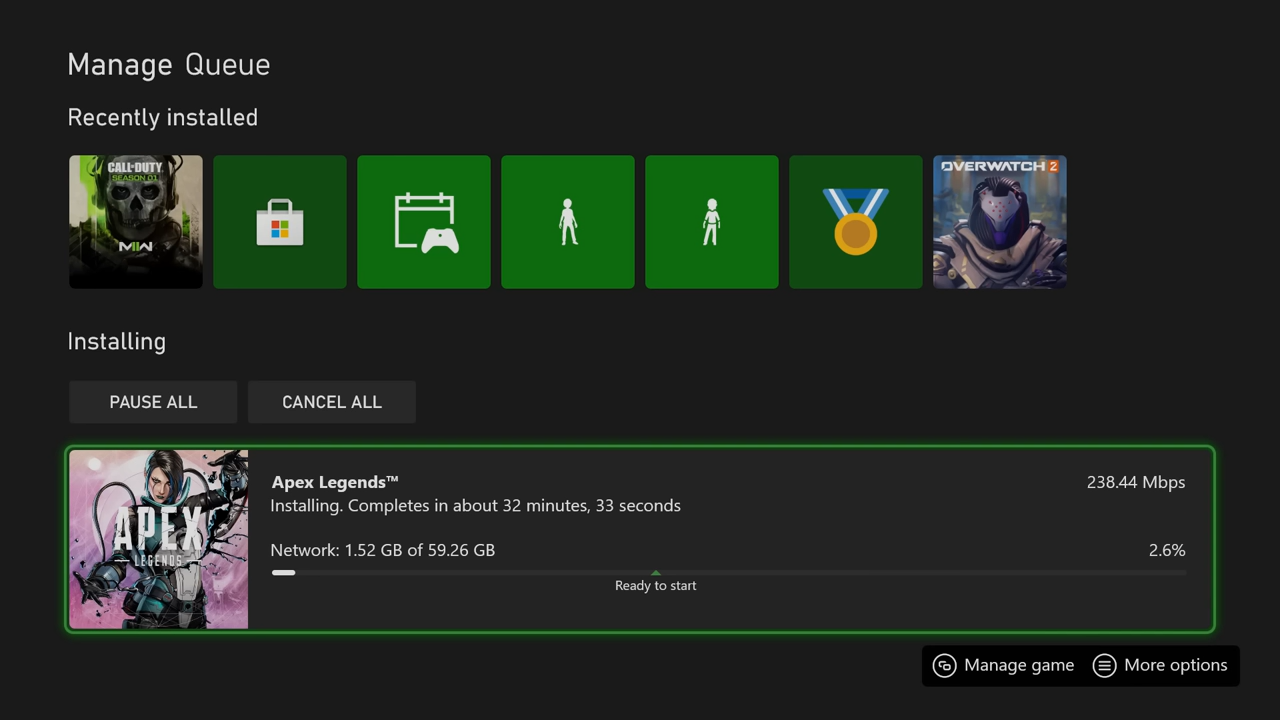 Manage Queue
Recently installed
CALL OF DUTY
SEASON 01
MWII
OVERWATCH 2
Installing
PAUSE ALL
CANCEL ALL
APEX
LEGENDS
Apex Legends™
238.44 Mbps
Installing. Completes in about 32 minutes, 33 seconds
Network: 1.52 GB of 59.26 GB
2.6%
Ready to start
Manage game
More options